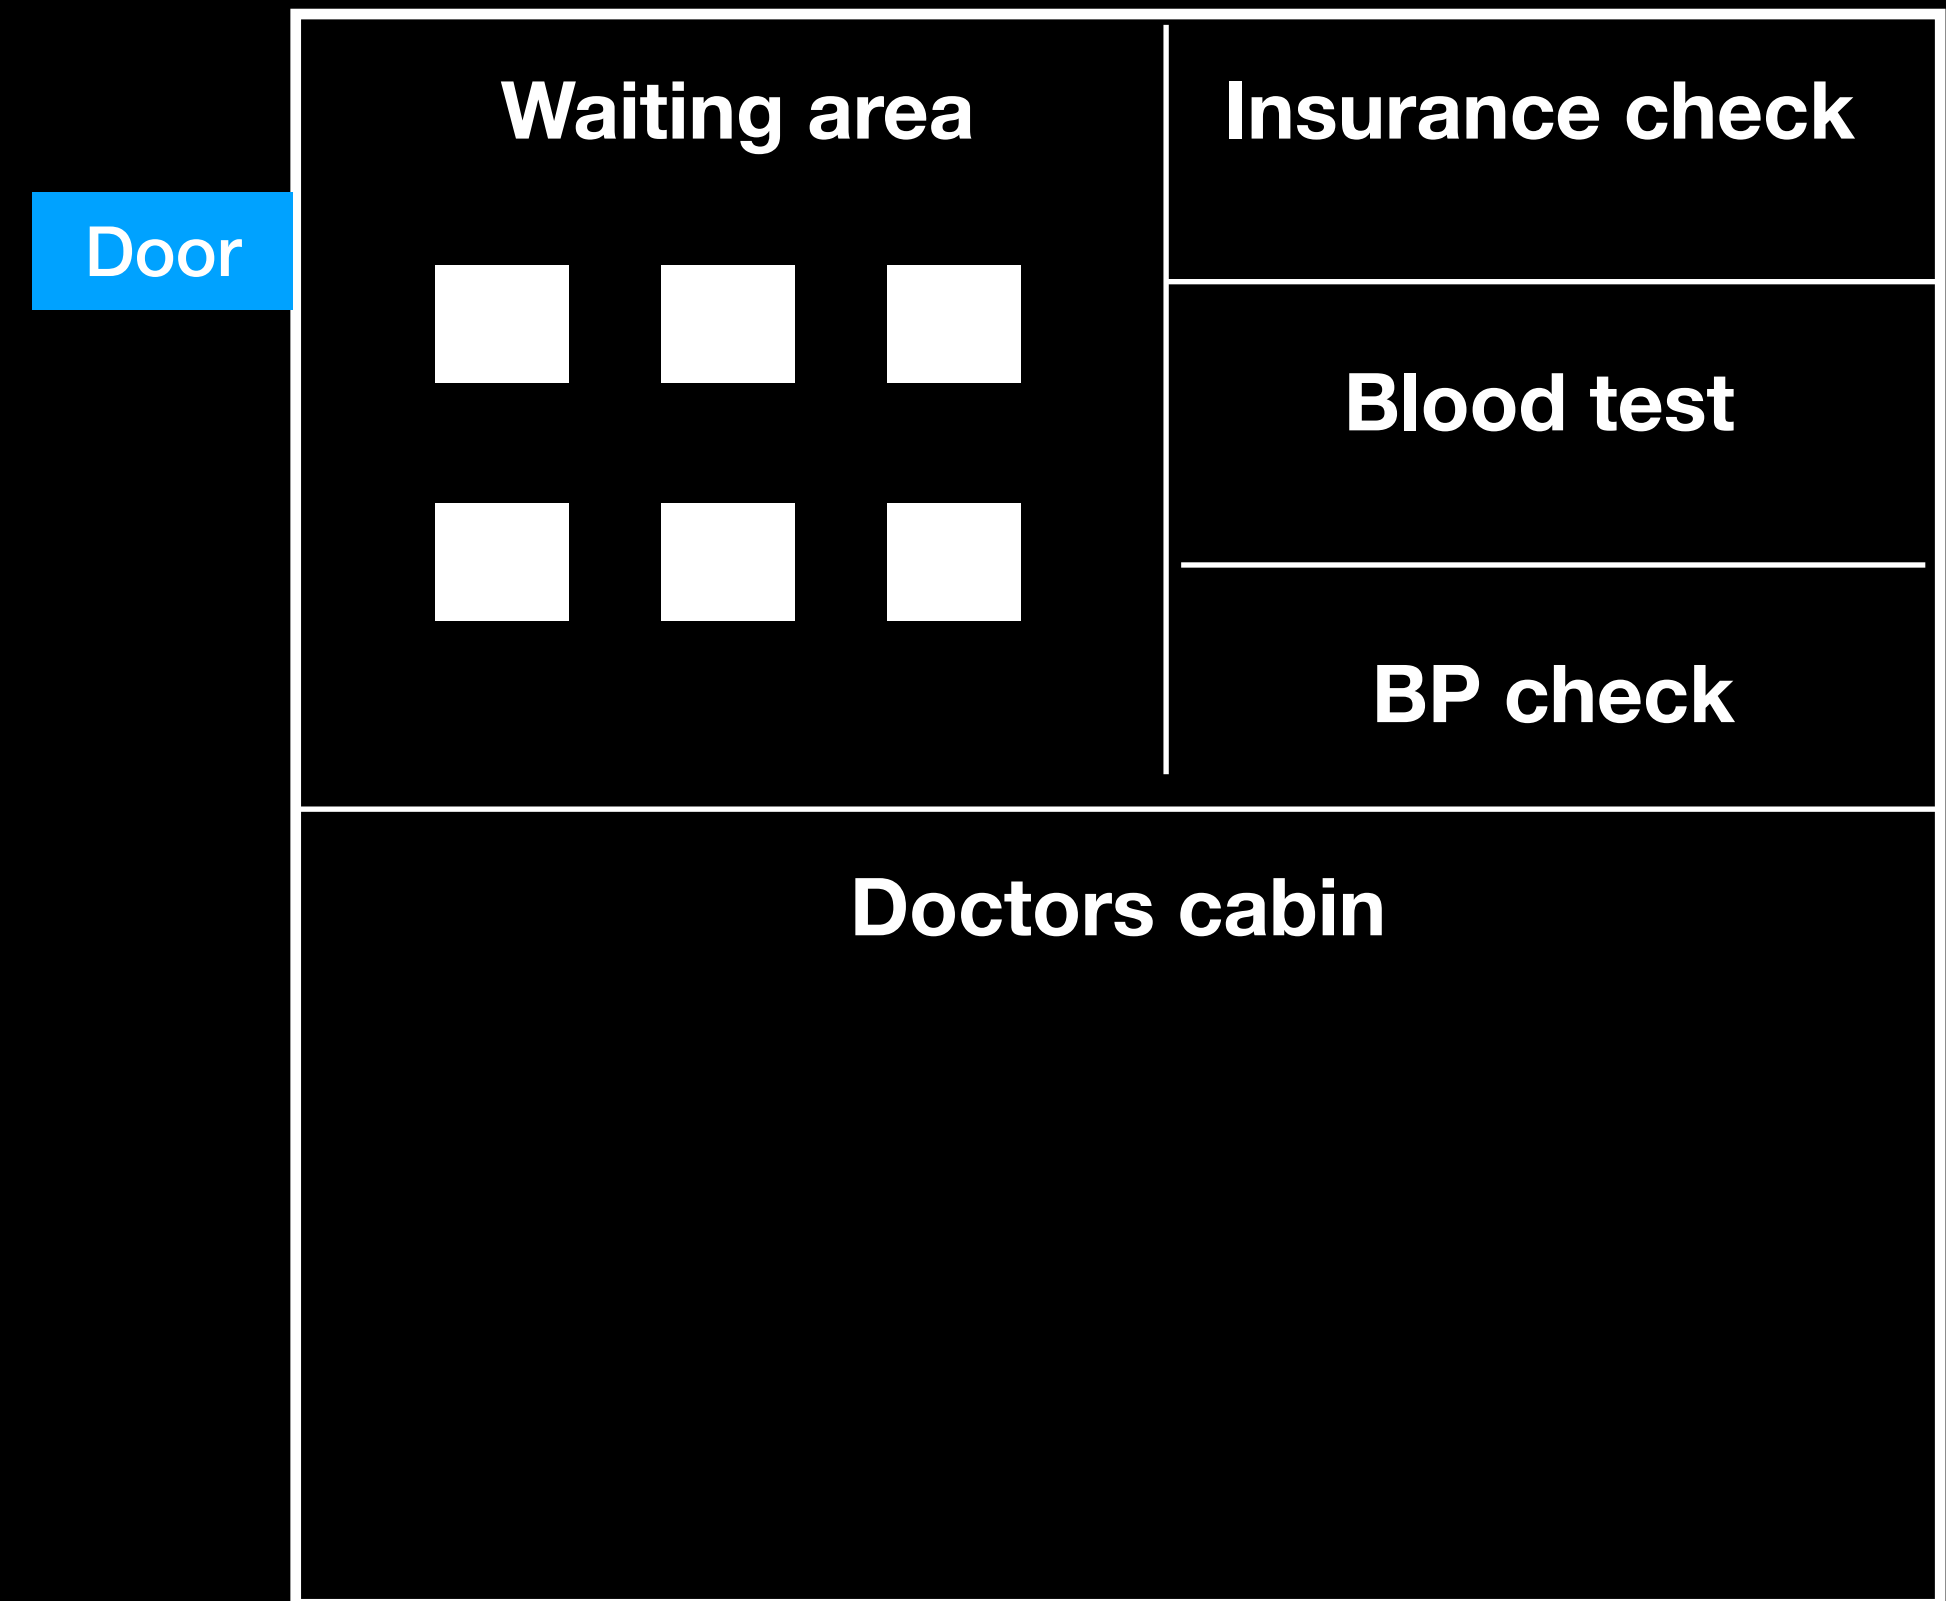 Waiting area
Insurance check
Door
Blood test
BP check
Doctors cabin